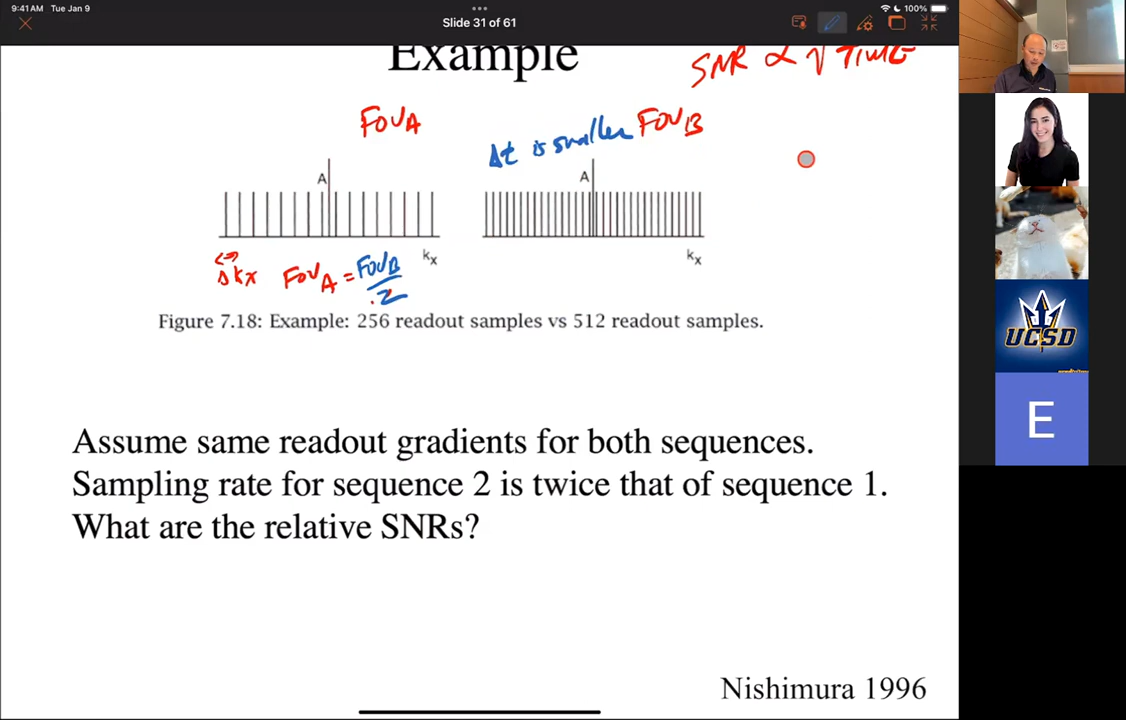 9:41 AM Tue Jan 9
100%
Slide 31 of 61
Example
SNR ∝ √TIME
FOVA
Δt is smaller FOVB
A
A
kx
kx
Δkx FOVA = FOVB
2
Figure 7.18: Example: 256 readout samples vs 512 readout samples.
Assume same readout gradients for both sequences.
Sampling rate for sequence 2 is twice that of sequence 1.
What are the relative SNRs?
Nishimura 1996
UCSD
E